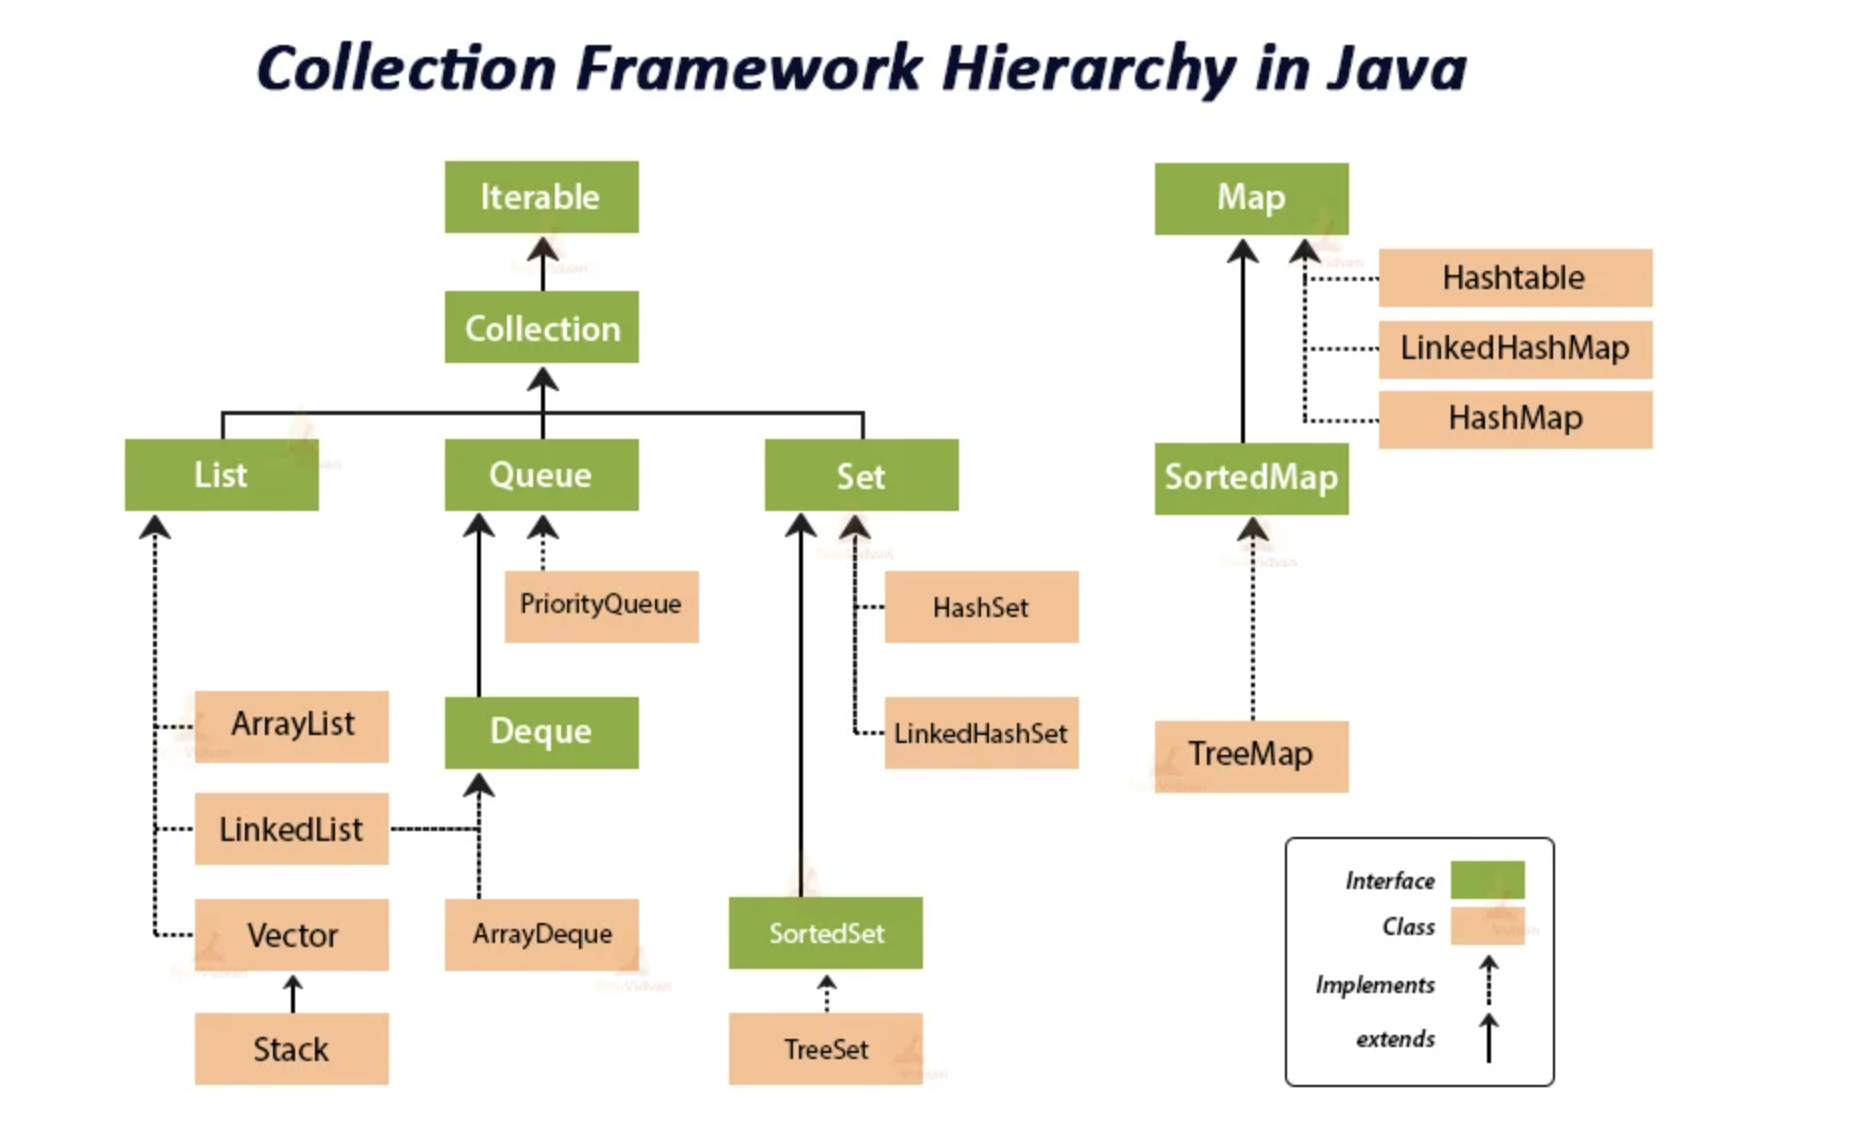 Collection Framework Hierarchy in Java
Iterable
Map
Hashtable
Collection
LinkedHashMap
HashMap
List
Queue
Set
SortedMap
PriorityQueue
HashSet
ArrayList
Deque
LinkedHashSet
TreeMap
LinkedList
Interface
Class
Vector
ArrayDeque
SortedSet
Implements
extends
Stack
TreeSet